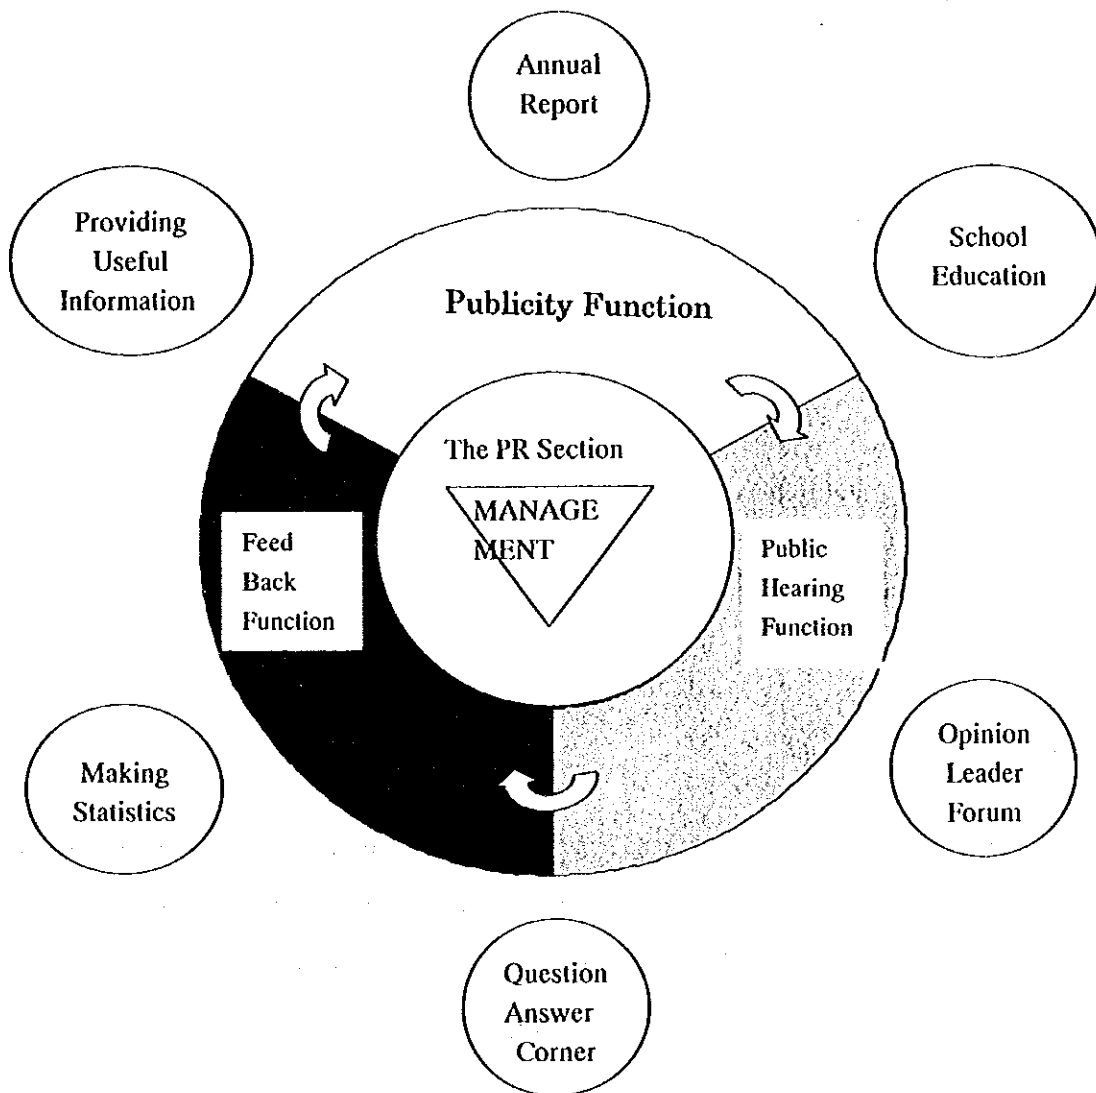 Annual
Report
Providing
Useful
Information
School
Education
Publicity Function
The PR Section
MANAGE
MENT
Feed
Back
Function
Public
Hearing
Function
Making
Statistics
Opinion
Leader
Forum
Question
Answer
Corner